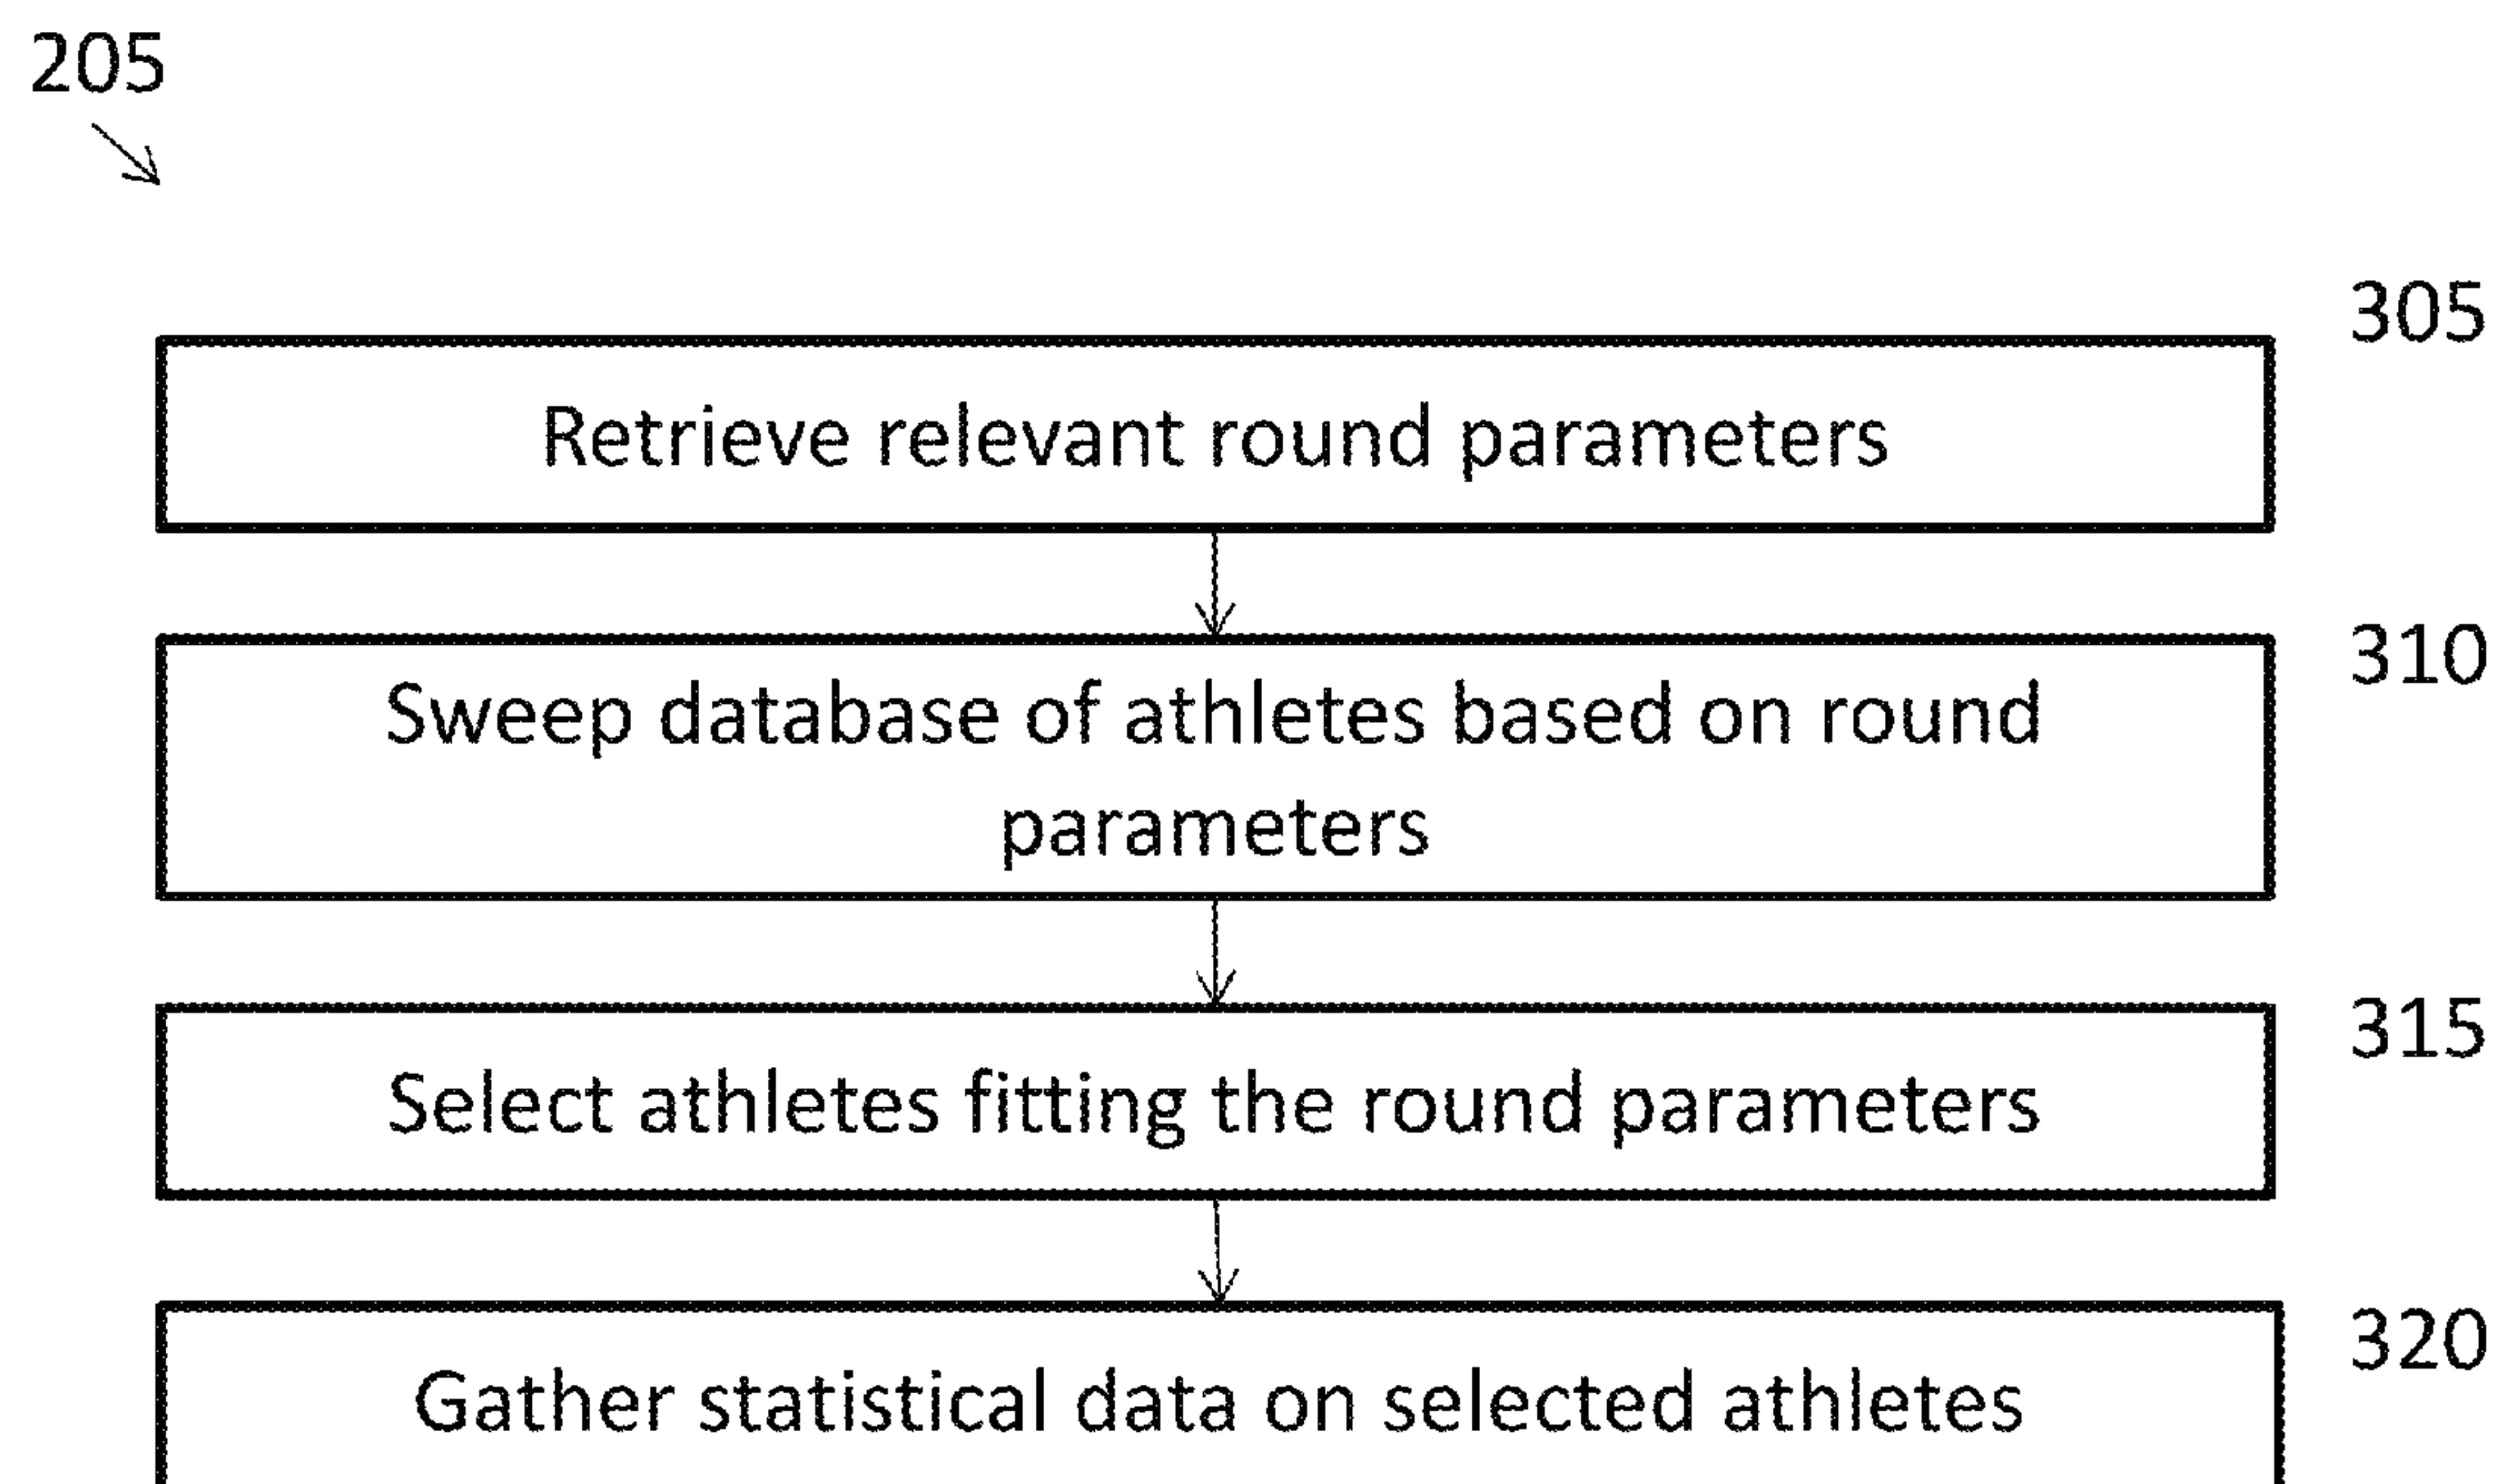 205
305
Retrieve relevant round parameters
310
Sweep database of athletes based on round
parameters
315
Select athletes fitting the round parameters
320
Gather statistical data on selected athletes